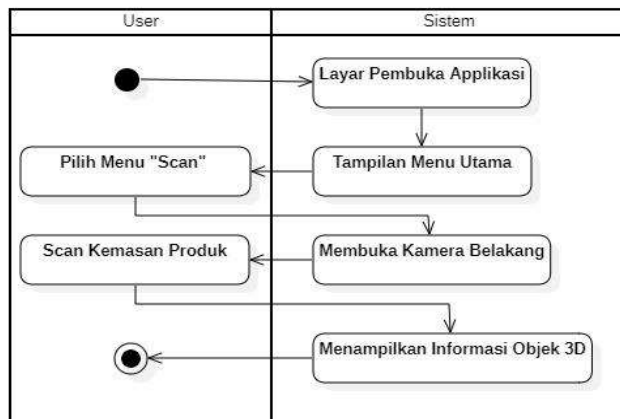 User
Sistem
Layar Pembuka Applikasi
Pilih Menu "Scan"
Tampilan Menu Utama
Scan Kemasan Produk
Membuka Kamera Belakang
Menampilkan Informasi Objek 3D